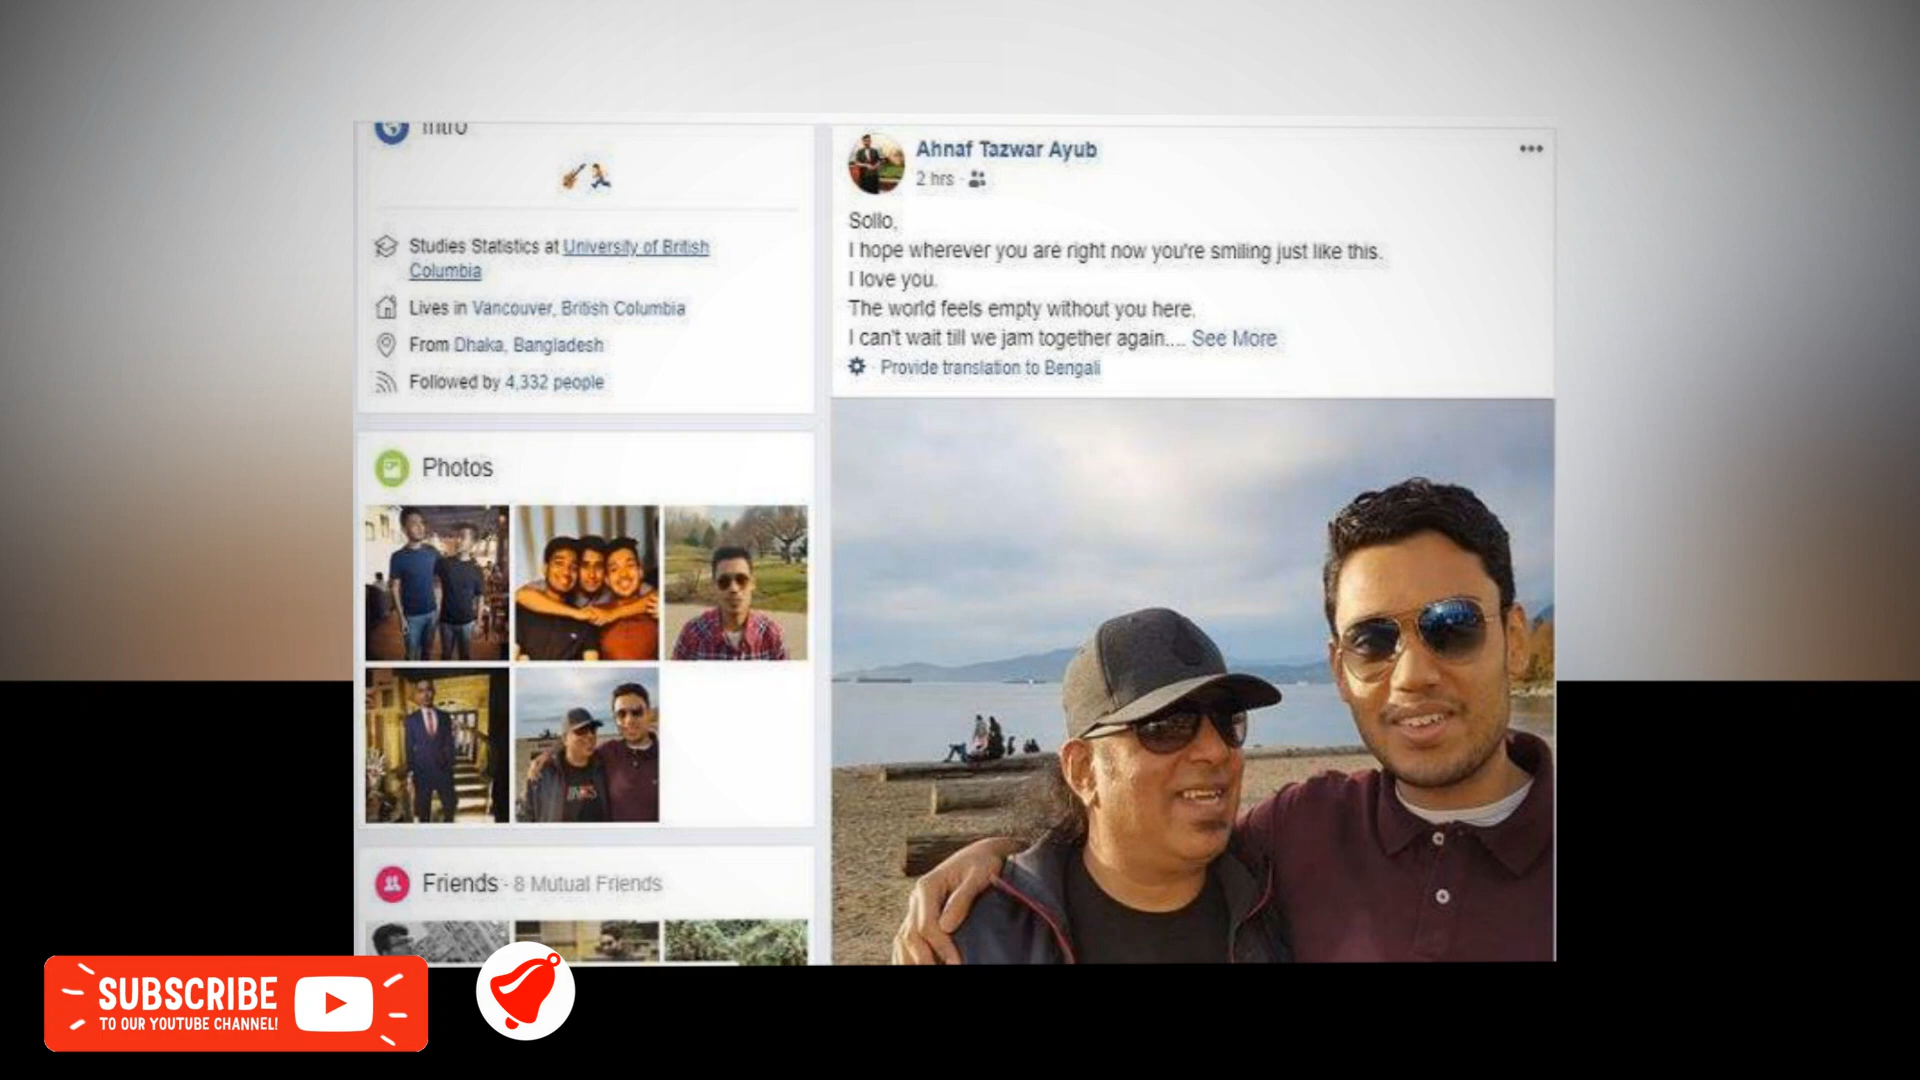 Intro
Studies Statistics at University of British
Columbia
Lives in Vancouver, British Columbia
From Dhaka, Bangladesh
Followed by 4,332 people
Photos
Friends · 8 Mutual Friends
Ahnaf Tazwar Ayub
2 hrs ·
Sollo,
I hope wherever you are right now you're smiling just like this.
I love you.
The world feels empty without you here.
I can't wait till we jam together again.... See More
Provide translation to Bengali
SUBSCRIBE
TO OUR YOUTUBE CHANNEL!